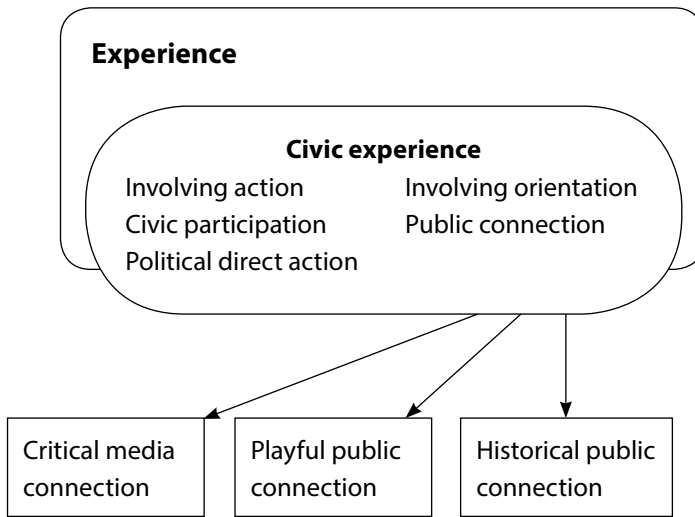 Experience
Civic experience
Involving action
Civic participation
Political direct action
Involving orientation
Public connection
Critical media
connection
Playful public
connection
Historical public
connection